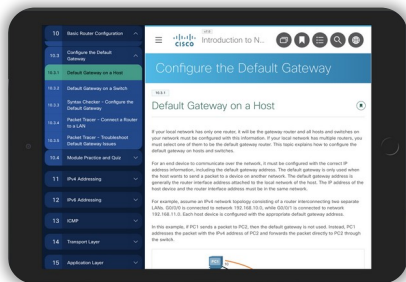 10 Basic Router Configuration
10.3 Configure the Default
Gateway
10.3.1 Default Gateway on a Host
10.3.2 Default Gateway on a Switch
10.3.3 Syntax Checker - Configure the
Default Gateway
10.3.4 Packet Tracer - Connect a Router
to a LAN
10.3.5 Packet Tracer - Troubleshoot
Default Gateway Issues
10.4 Module Practice and Quiz
11 IPv4 Addressing
12 IPv6 Addressing
13 ICMP
14 Transport Layer
15 Application Layer
CISCO
Introduction to N...
Configure the Default Gateway
10.3.1
Default Gateway on a Host
If your local network has only one router, it will be the gateway router and all hosts and switches on
your network must be configured with this information. If your local network has multiple routers, you
must select one of them to be the default gateway router. This topic explains how to configure the
default gateway on hosts and switches.
For an end device to communicate over the network, it must be configured with the correct IP
address information, including the default gateway address. The default gateway is only used when
the host wants to send a packet to a device on another network. The default gateway address is
generally the router interface address attached to the local network of the host. The IP address of the
host device and the router interface address must be in the same network.
For example, assume an IPv4 network topology consisting of a router interconnecting two separate
LANs. G0/0/0 is connected to network 192.168.10.0, while G0/0/1 is connected to network
192.168.11.0. Each host device is configured with the appropriate default gateway address.
In this example, if PC1 sends a packet to PC2, then the default gateway is not used. Instead, PC1
addresses the packet with the IPv4 address of PC2 and forwards the packet directly to PC2 through
the switch.